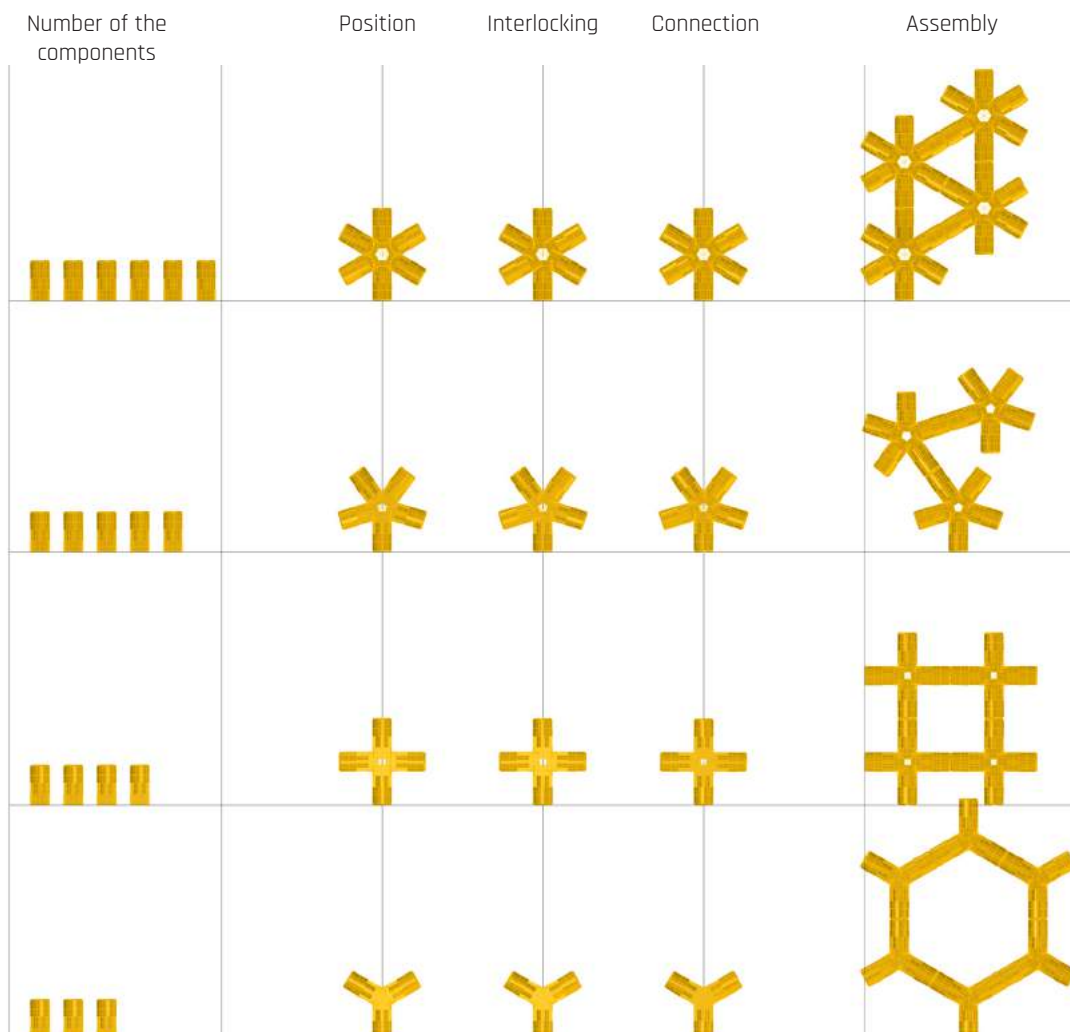 Number of the
components
Position
Interlocking
Connection
Assembly